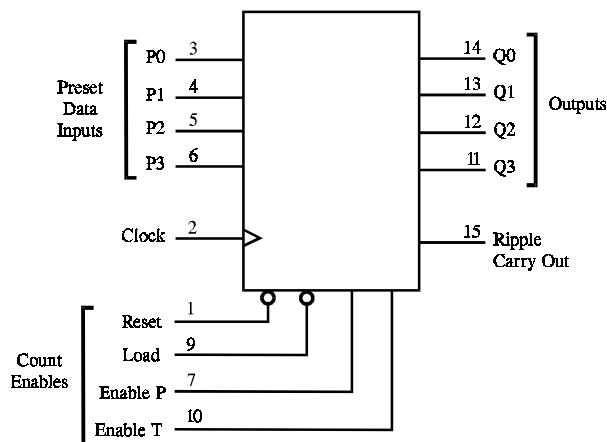 Preset
Data
Inputs
P0 3
P1 4
P2 5
P3 6
Clock 2
14 Q0
13 Q1
12 Q2
11 Q3
Outputs
15 Ripple
Carry Out
Count
Enables
Reset 1
Load 9
Enable P 7
Enable T 10